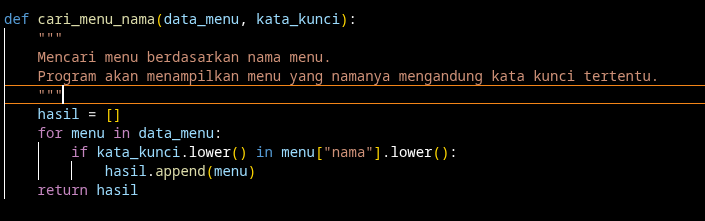 def cari_menu_nama(data_menu, kata_kunci):
    """
    Mencari menu berdasarkan nama menu.
    Program akan menampilkan menu yang namanya mengandung kata kunci tertentu.
    """
    hasil = []
    for menu in data_menu:
        if kata_kunci.lower() in menu["nama"].lower():
            hasil.append(menu)
    return hasil